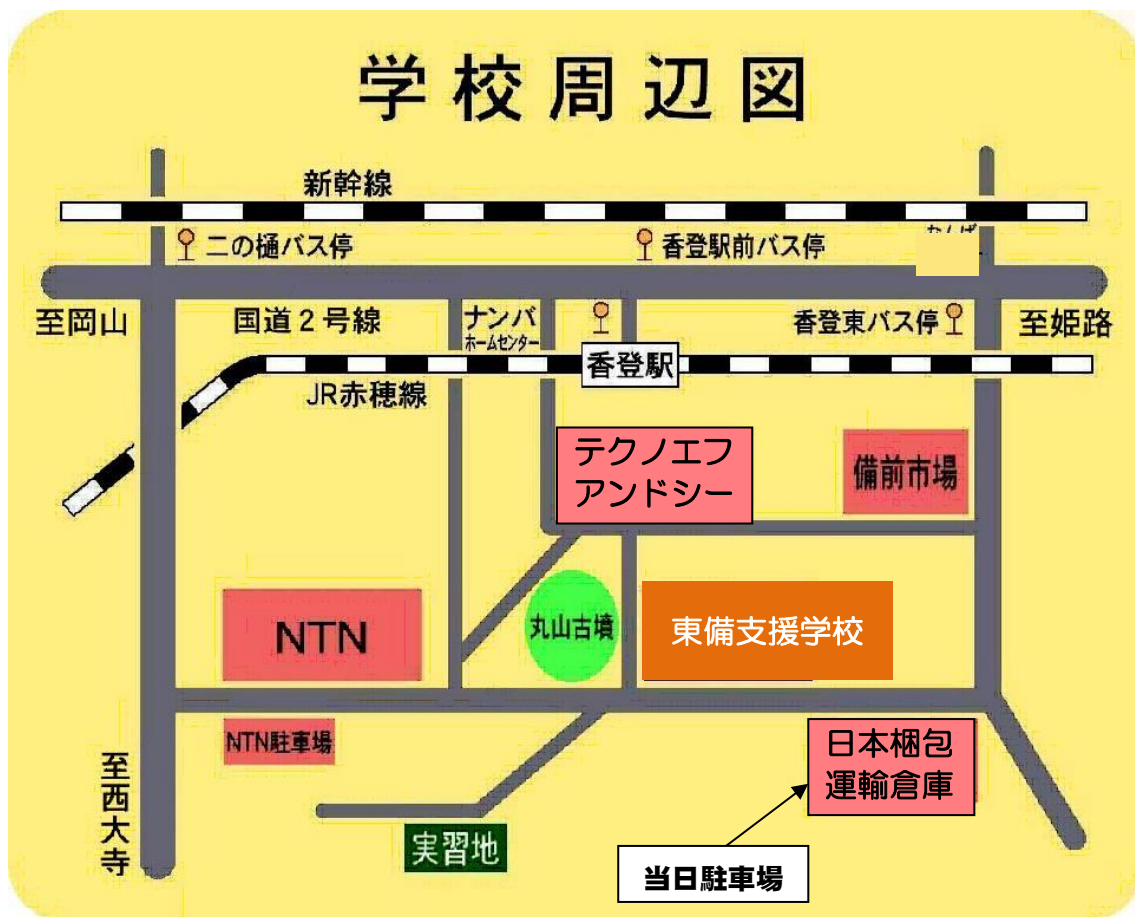 学校周辺図
新幹線
二の樋バス停
香登駅前バス停
至岡山
国道2号線
ナンバ
ホームセンター
香登東バス停
至姫路
香登駅
JR赤穂線
テクノエフ
アンドシー
備前市場
NTN
丸山古墳
東備支援学校
NTN駐車場
日本梱包
運輸倉庫
至西大寺
実習地
当日駐車場